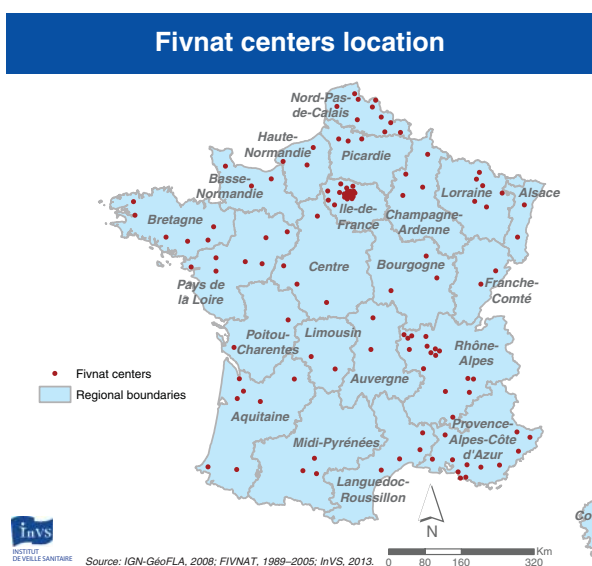 Fivnat centers location
Nord-Pas-
de-Calais
Haute-
Normandie
Picardie
Basse-
Normandie
Lorraine
Alsace
Ile-de-
France
Champagne-
Ardenne
Bretagne
Centre
Bourgogne
Pays de
la Loire
Franche-
Comté
Poitou-
Charentes
Limousin
Rhône-
Alpes
Fivnat centers
Regional boundaries
Auvergne
Aquitaine
Provence-
Alpes-Côte
d'Azur
Midi-Pyrénées
Languedoc-
Roussillon
Co
N
InVS
INSTITUT
DE VEILLE SANITAIRE
Source: IGN-GéoFLA, 2008; FIVNAT, 1989–2005; InVS, 2013.
Km
0 80 160 320